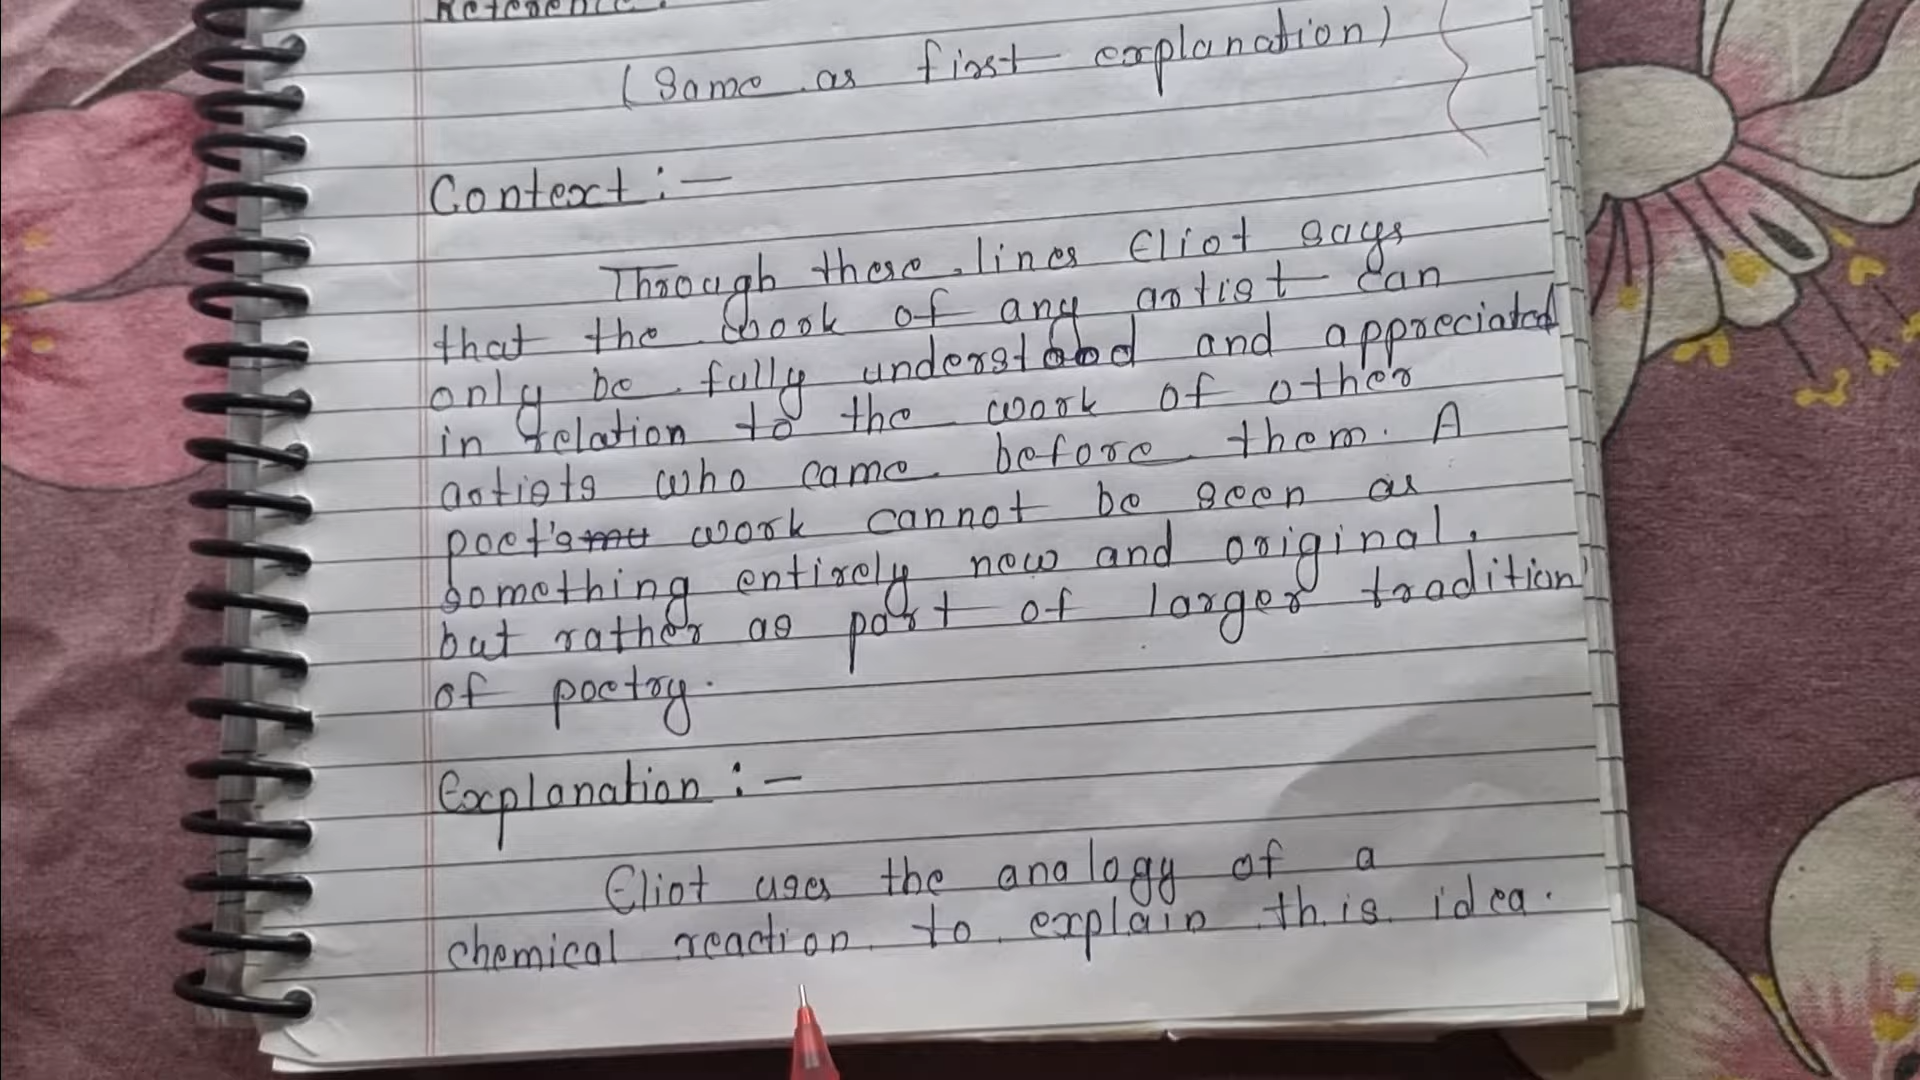 Reference:
(Same as first explanation)
Context:-
Through these lines Eliot says
that the work of any artist can
only be fully understood and appreciated
in relation to the work of other
artists who came before them. A
poet's work cannot be seen as
something entirely new and original,
but rather as part of larger tradition
of poetry.
Explanation:-
Eliot uses the analogy of a
chemical reaction to explain this idea.